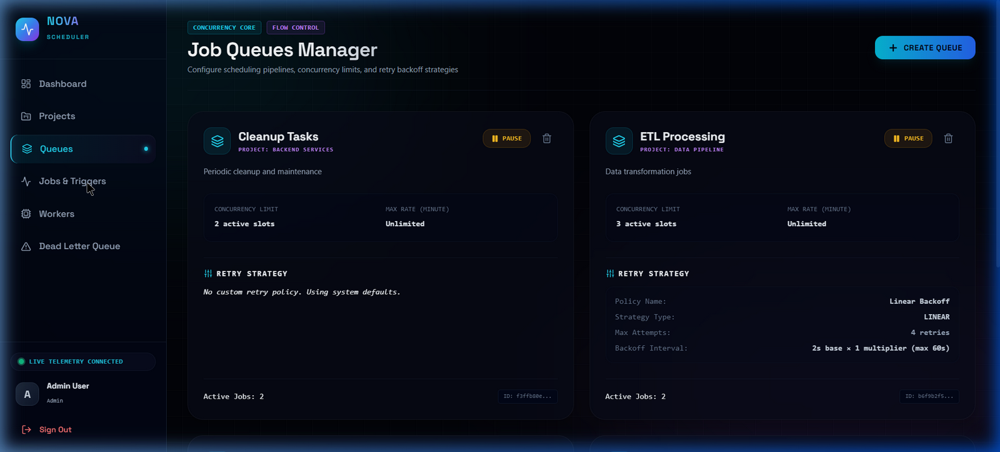 NOVA
SCHEDULER
Dashboard
Projects
Queues
Jobs & Triggers
Workers
Dead Letter Queue
LIVE TELEMETRY CONNECTED
A
Admin User
Admin
Sign Out
CONCURRENCY CORE
FLOW CONTROL
Job Queues Manager
Configure scheduling pipelines, concurrency limits, and retry backoff strategies
CREATE QUEUE
Cleanup Tasks
PROJECT: BACKEND SERVICES
PAUSE
Periodic cleanup and maintenance
CONCURRENCY LIMIT
2 active slots
MAX RATE (MINUTE)
Unlimited
RETRY STRATEGY
No custom retry policy. Using system defaults.
Active Jobs: 2
ID: f3ffb80e...
ETL Processing
PROJECT: DATA PIPELINE
PAUSE
Data transformation jobs
CONCURRENCY LIMIT
3 active slots
MAX RATE (MINUTE)
Unlimited
RETRY STRATEGY
Policy Name: Linear Backoff
Strategy Type: LINEAR
Max Attempts: 4 retries
Backoff Interval: 2s base × 1 multiplier (max 60s)
Active Jobs: 2
ID: b6f9b2f5...